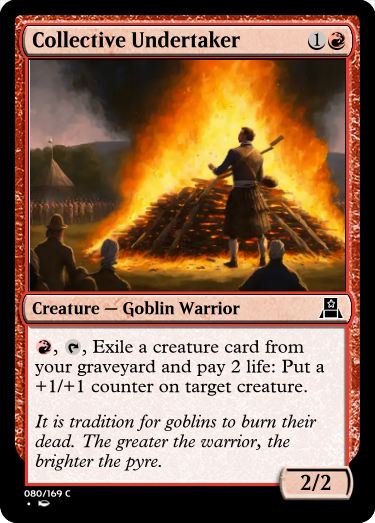 Collective Undertaker 1
Creature — Goblin Warrior
, , Exile a creature card from
your graveyard and pay 2 life: Put a
+1/+1 counter on target creature.
It is tradition for goblins to burn their
dead. The greater the warrior, the
brighter the pyre.
2/2
080/169 C